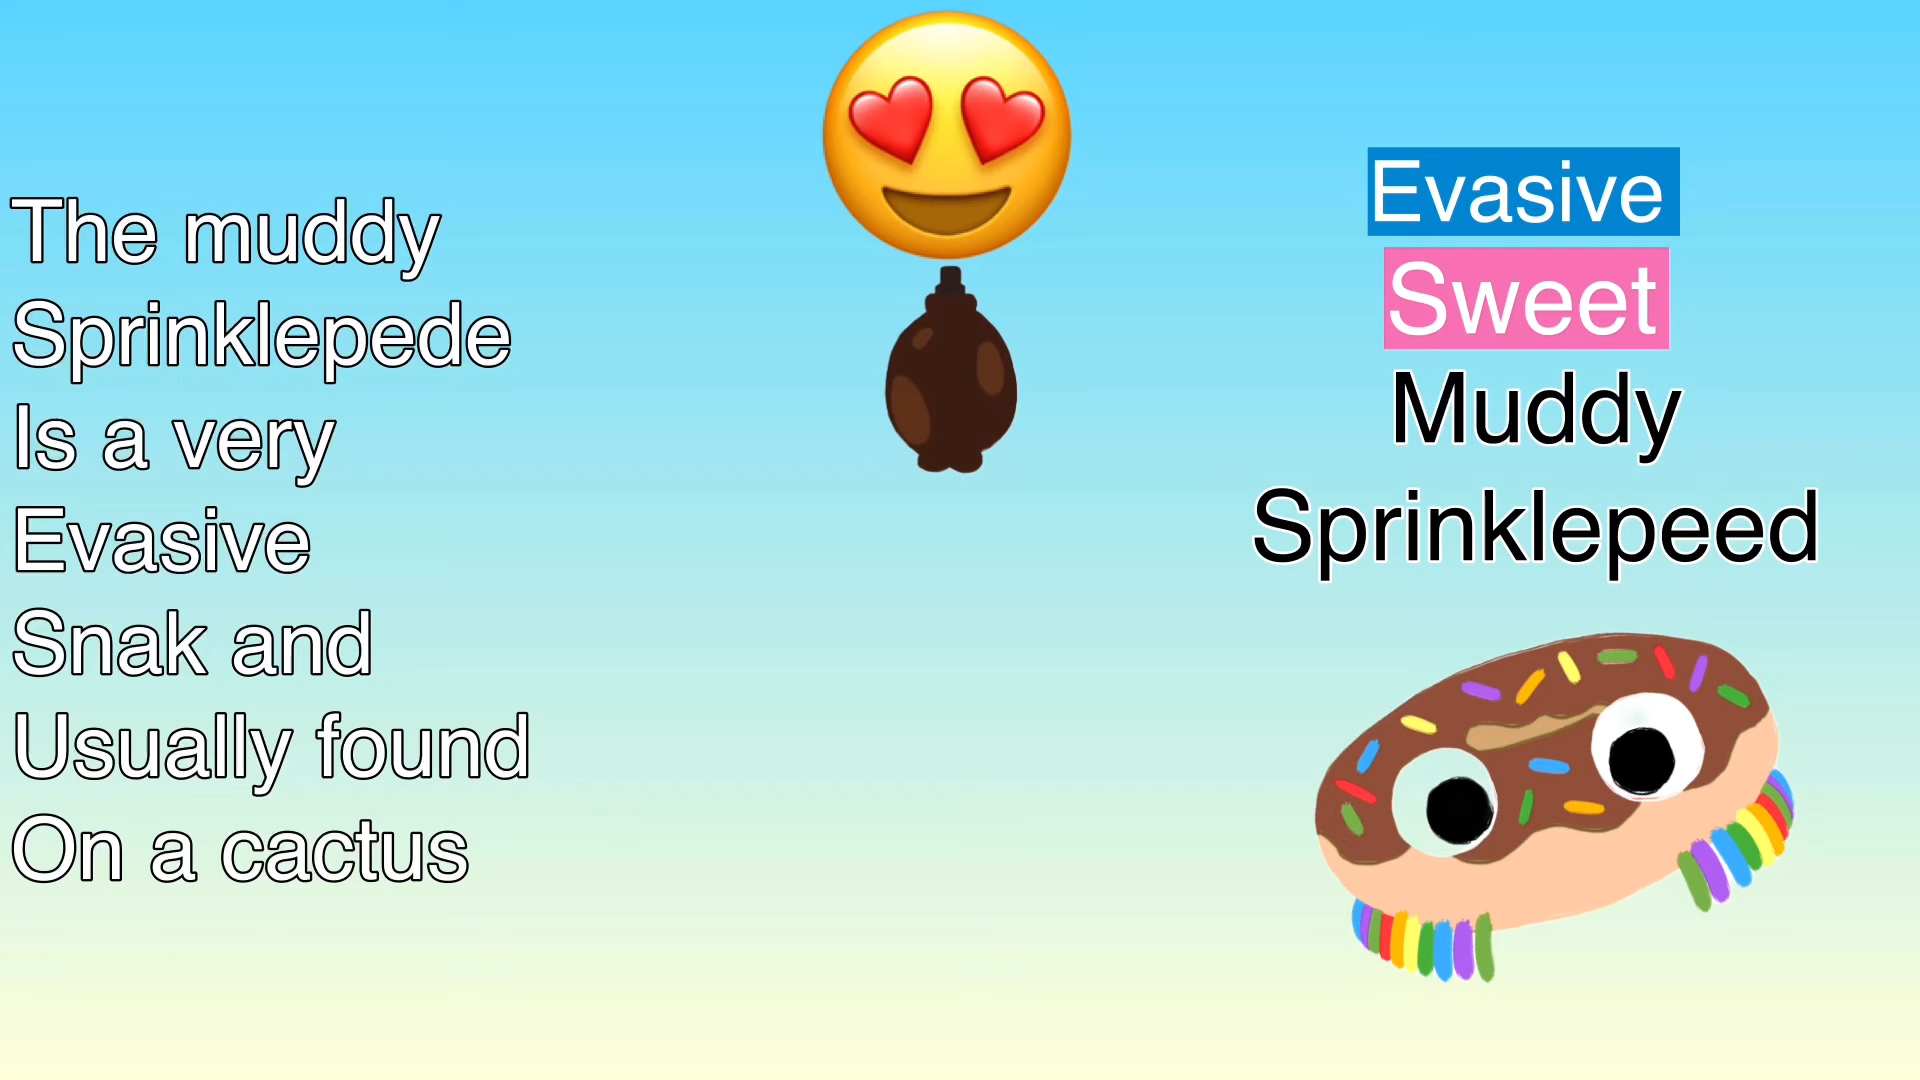 The muddy
Sprinklepede
Is a very
Evasive
Snak and
Usually found
On a cactus
Evasive
Sweet
Muddy
Sprinklepeed